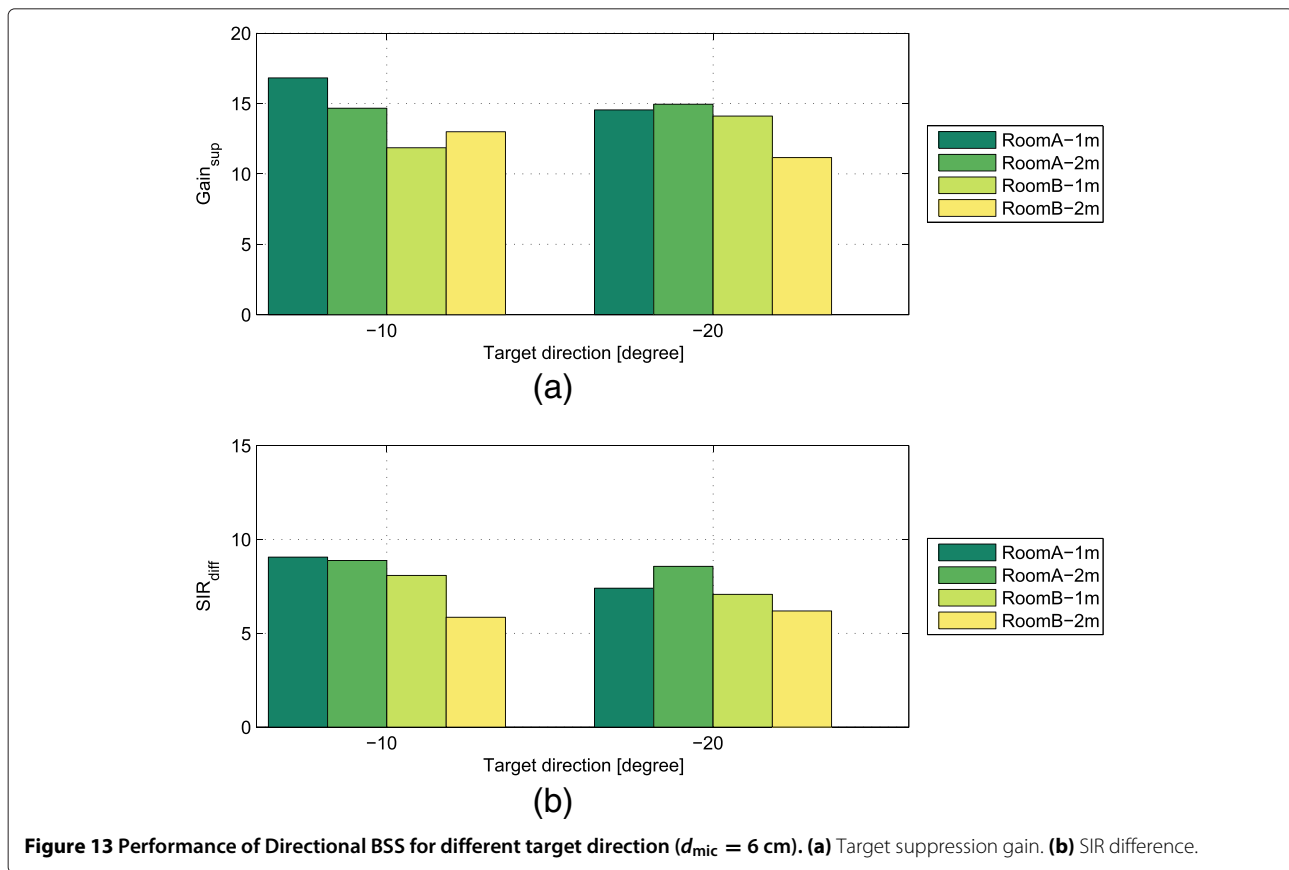 20
15
10
5
0
Gain_sup
−10
−20
Target direction [degree]
RoomA−1m
RoomA−2m
RoomB−1m
RoomB−2m
(a)
15
10
5
0
SIR_diff
−10
−20
Target direction [degree]
RoomA−1m
RoomA−2m
RoomB−1m
RoomB−2m
(b)
Figure 13 Performance of Directional BSS for different target direction (d_mic = 6 cm). (a) Target suppression gain. (b) SIR difference.